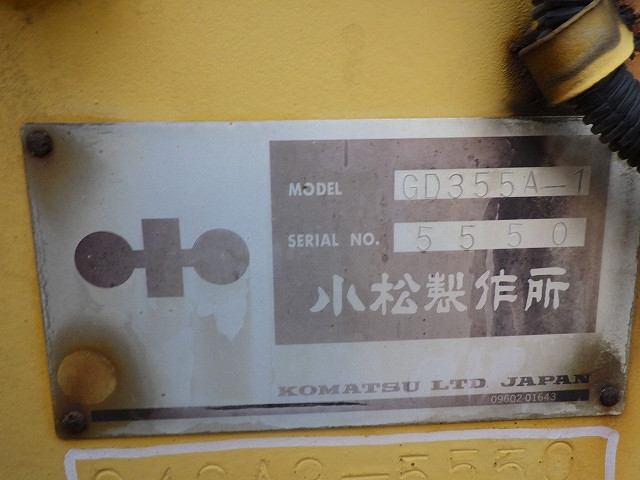 MODEL GD355A-1
SERIAL NO. 5550
小松製作所
KOMATSU LTD. JAPAN
09602-01643